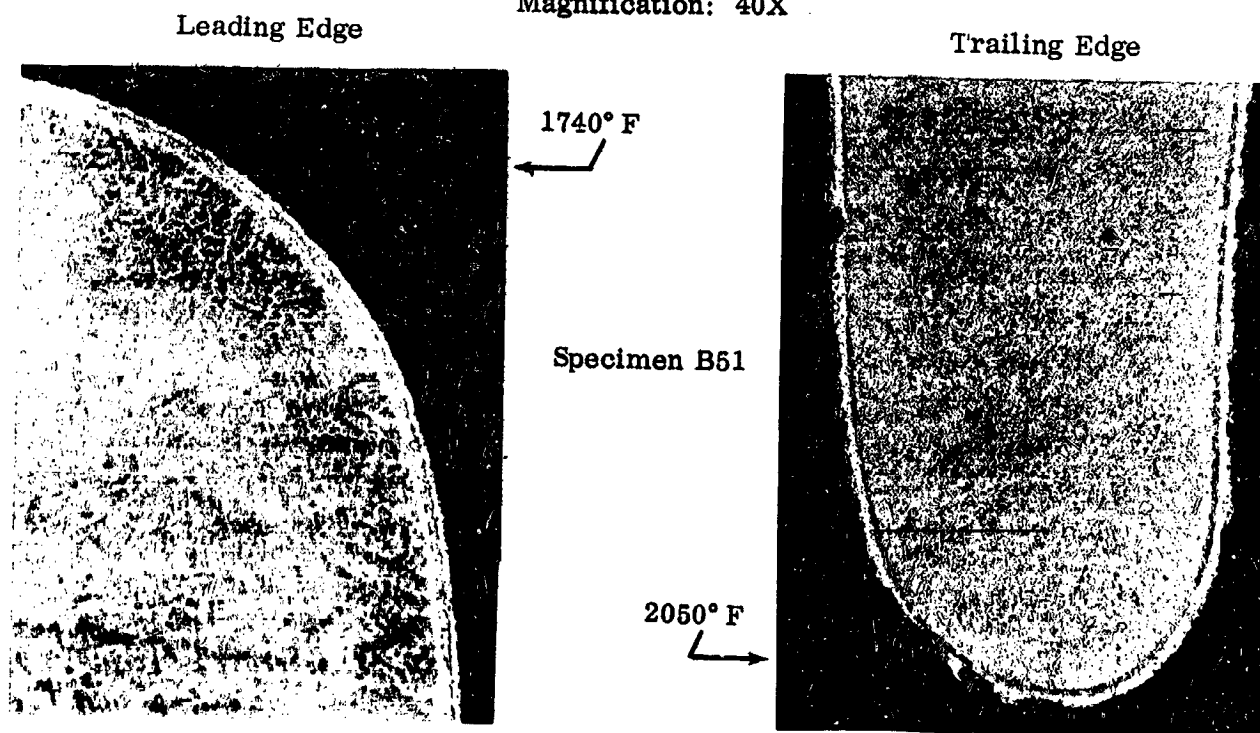 Magnification: 40X
Leading Edge
Trailing Edge
1740° F
Specimen B51
2050° F